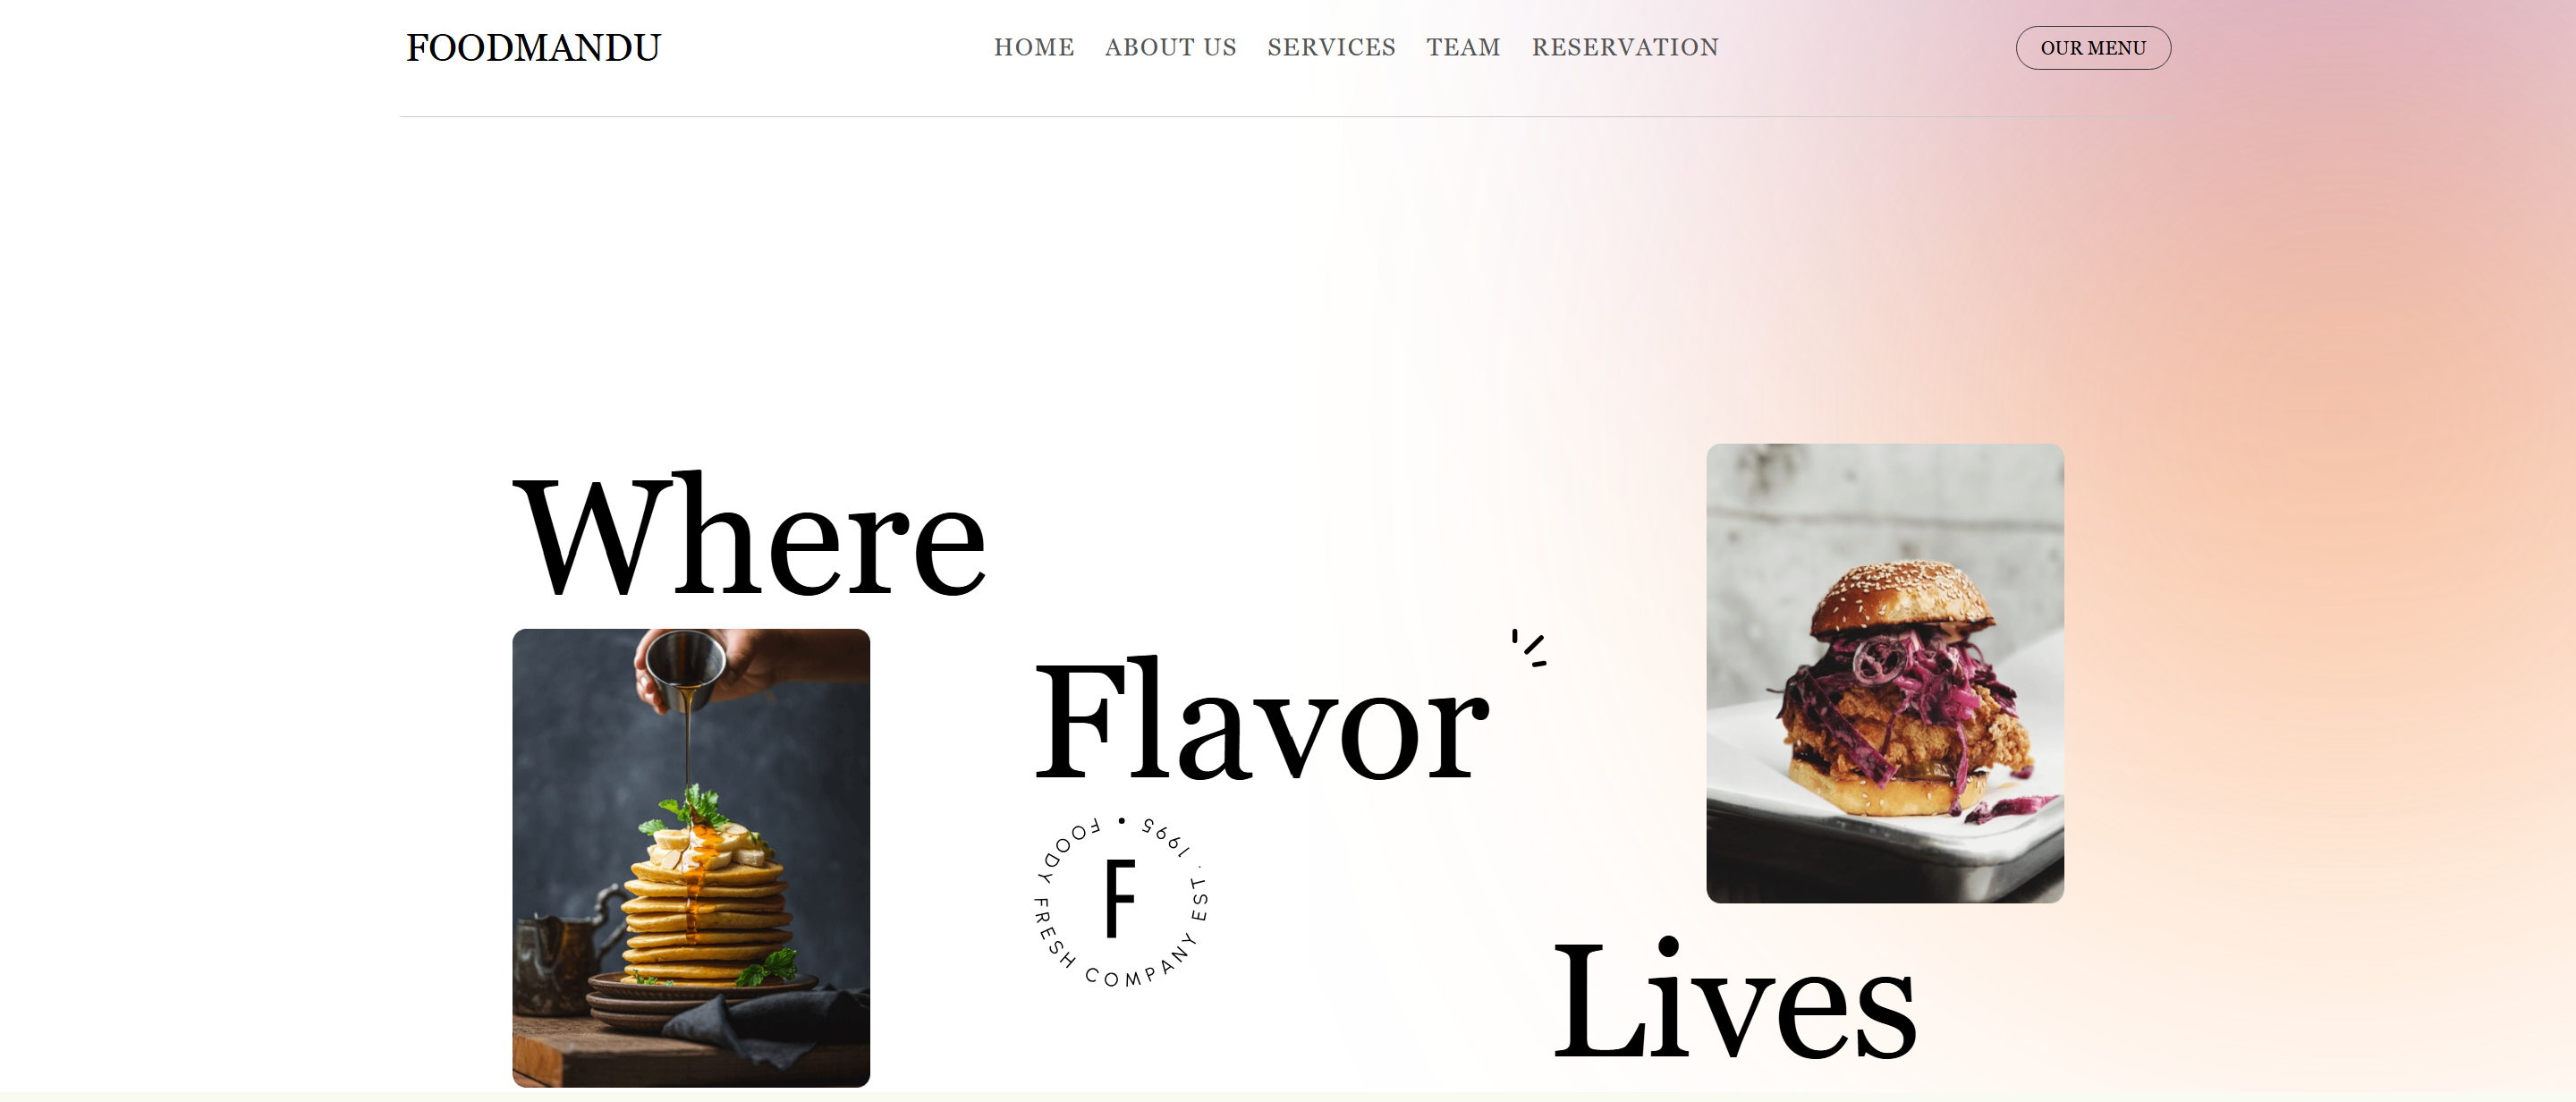 FOODMANDU
HOME ABOUT US SERVICES TEAM RESERVATION
OUR MENU
Where
Flavor
FOODY FRESH COMPANY EST. 1995 •
F
Lives